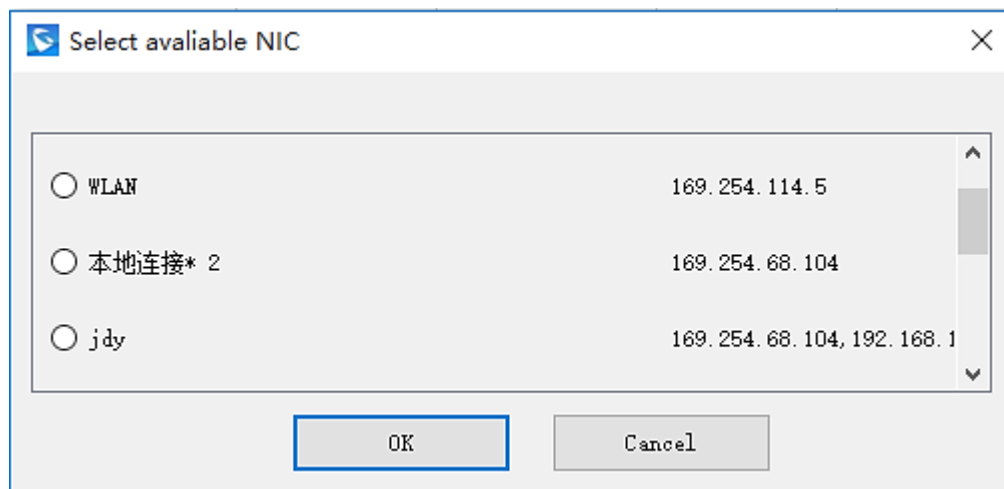 Select avaliable NIC
WLAN 169.254.114.5
本地连接* 2 169.254.68.104
jdy 169.254.68.104,192.168.1
OK Cancel